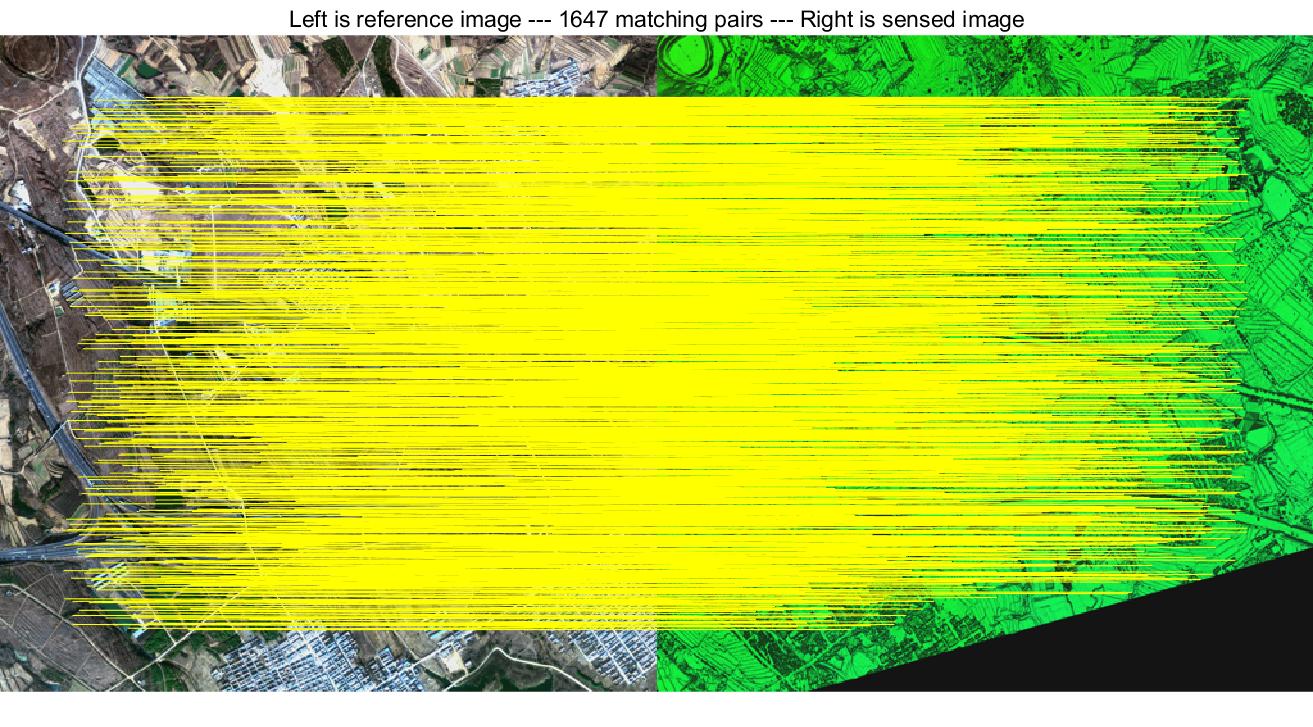 Left is reference image --- 1647 matching pairs --- Right is sensed image